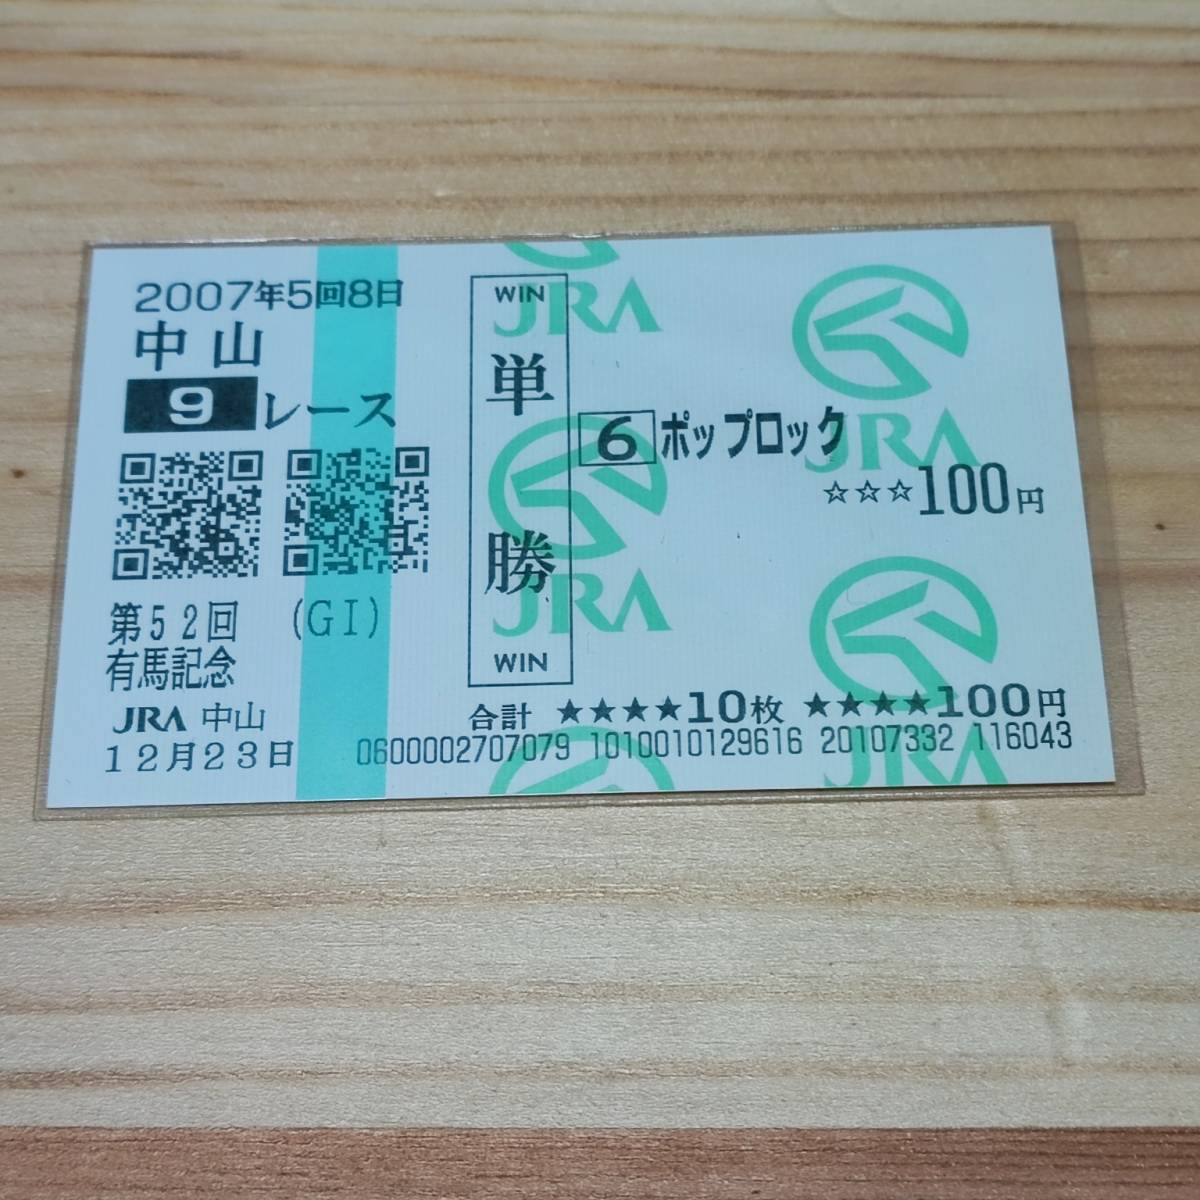 2007年5回8日
中山
9レース
第52回 (GI)
有馬記念
JRA 中山
12月23日
WIN
単勝
WIN
6 ポップロック
☆☆☆100円
合計 ★★★★10枚 ★★★★100円
0600002707079 1010010129616 20107332 116043
JRA
JRA
JRA
JRA